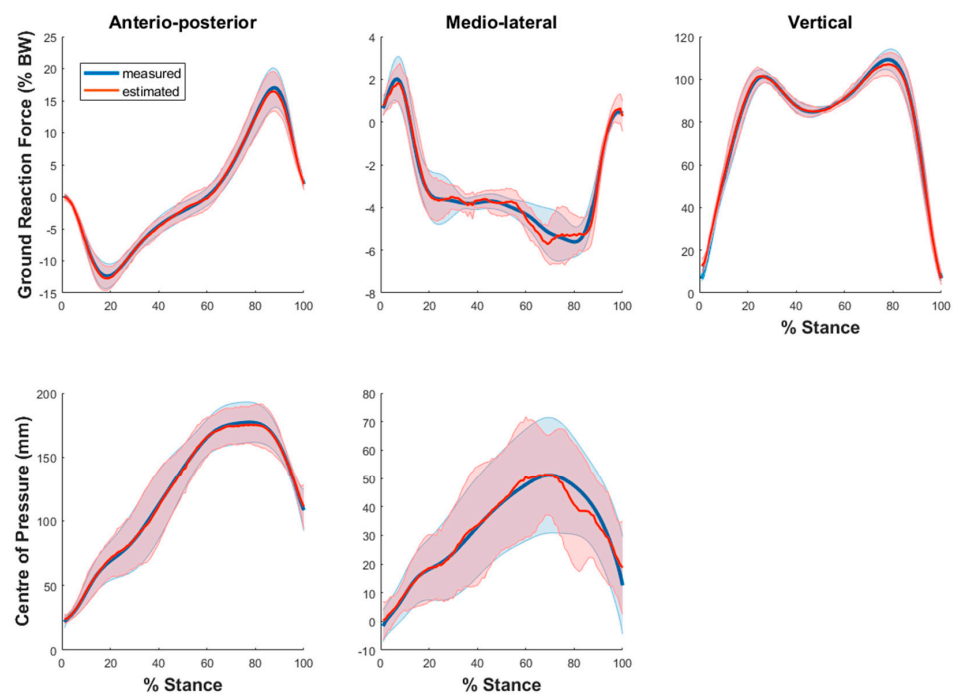 Anterio-posterior
Medio-lateral
Vertical
Ground Reaction Force (% BW)
measured
estimated
25
20
15
10
5
0
-5
-10
-15
0 20 40 60 80 100
4
2
0
-2
-4
-6
-8
0 20 40 60 80 100
120
100
80
60
40
20
0
0 20 40 60 80 100
% Stance
Centre of Pressure (mm)
200
150
100
50
0
0 20 40 60 80 100
% Stance
80
70
60
50
40
30
20
10
0
-10
0 20 40 60 80 100
% Stance